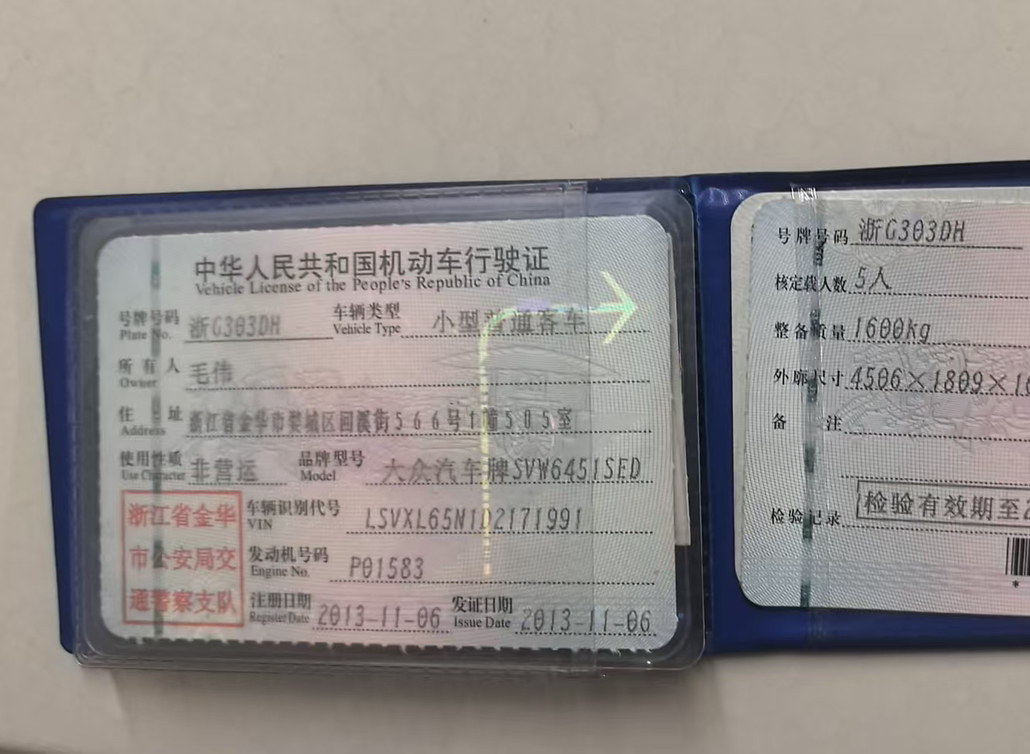 中华人民共和国机动车行驶证
Vehicle License of the People's Republic of China
号牌号码 浙G303DH 车辆类型 小型普通客车
Plate No. Vehicle Type
所有人 毛伟
Owner
住址 浙江省金华市婺城区回溪街566号1幢505室
Address
使用性质 非营运 品牌型号 大众汽车牌SVW6451SED
Use Character Model
浙江省金华
市公安局交
通警察支队
车辆识别代号 LSVXL65N1D2171991
VIN
发动机号码 P01583
Engine No.
注册日期 2013-11-06 发证日期 2013-11-06
Register Date Issue Date
号牌号码 浙G303DH
核定载人数 5人
整备质量 1600kg
外廓尺寸 4506×1809×1
备注
检验记录 检验有效期至2
*